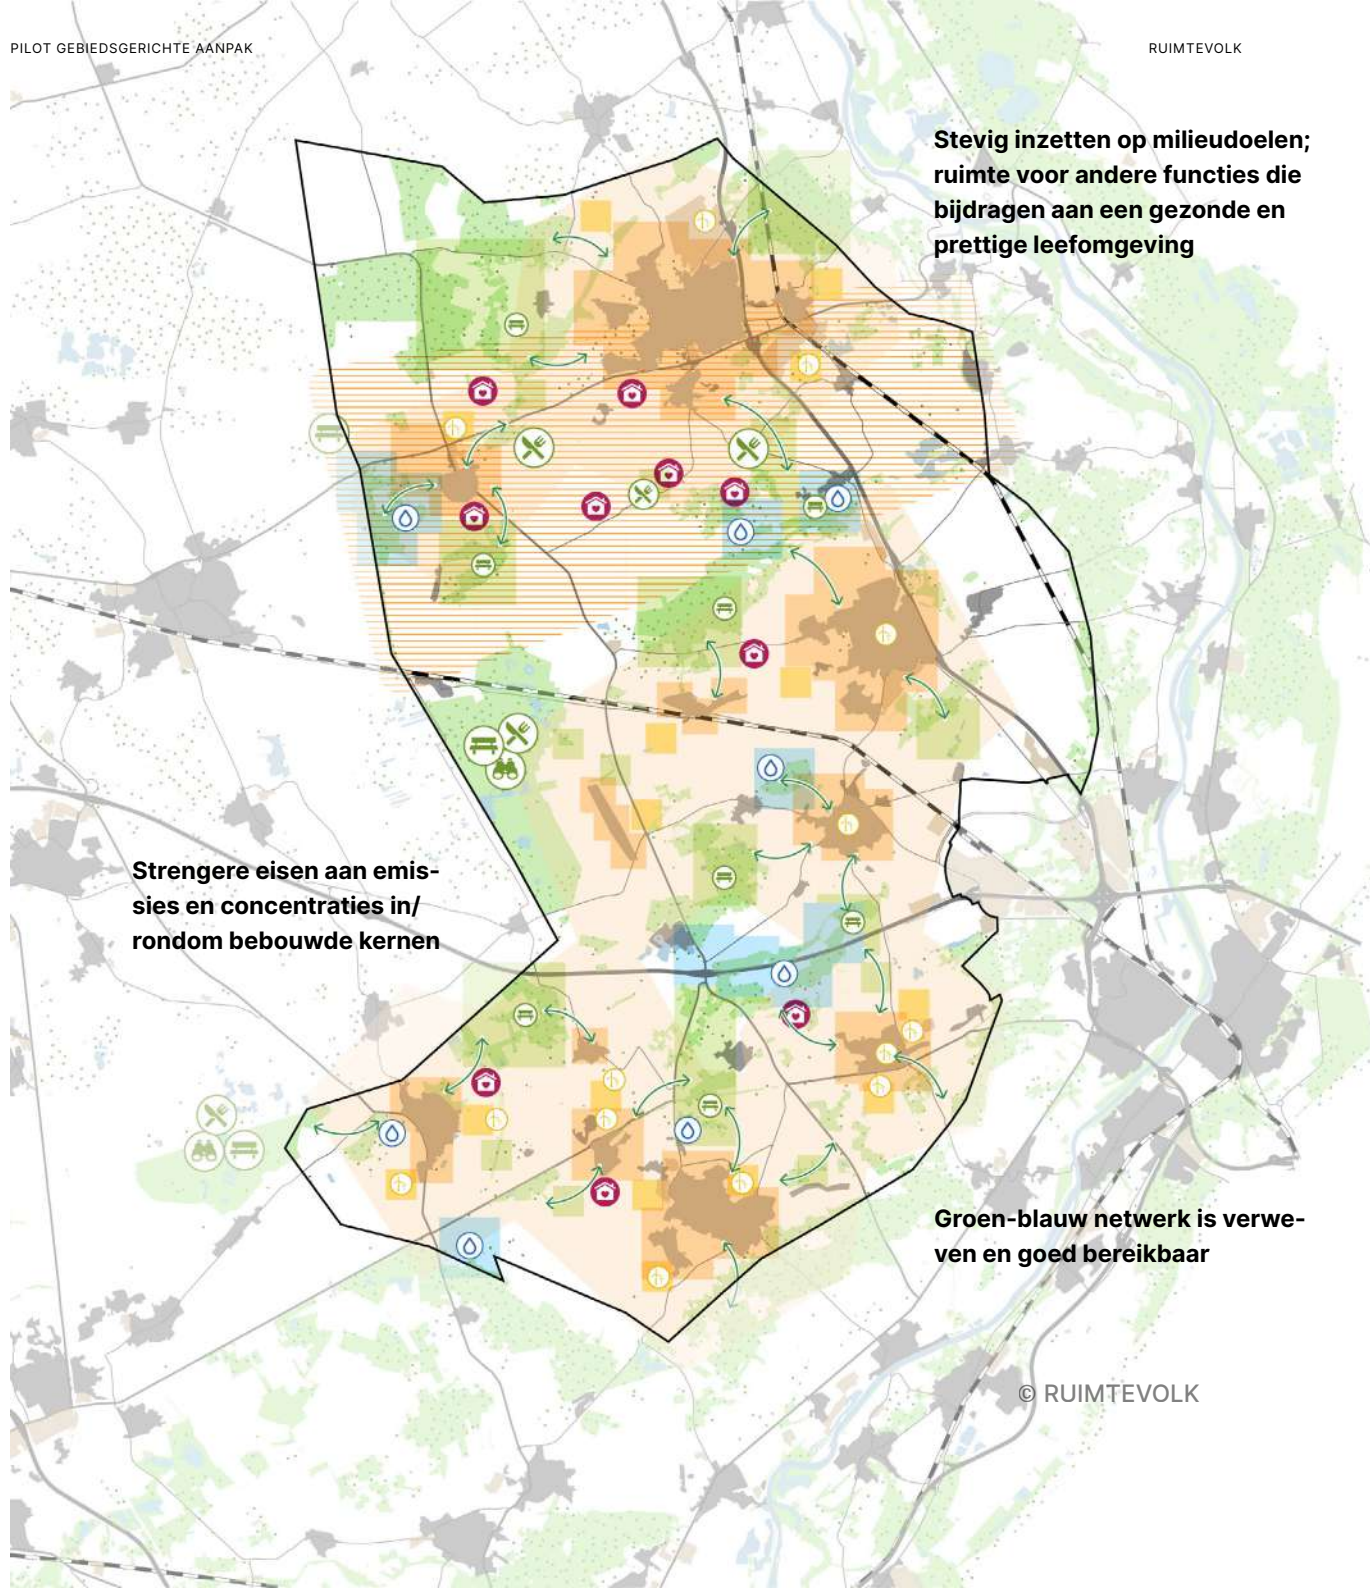 PILOT GEBIEDSGERICHTE AANPAK
RUIMTEVOLK
Stevig inzetten op milieudoelen;
ruimte voor andere functies die
bijdragen aan een gezonde en
prettige leefomgeving
Strengere eisen aan emis-
sies en concentraties in/
rondom bebouwde kernen
Groen-blauw netwerk is verwe-
ven en goed bereikbaar
© RUIMTEVOLK